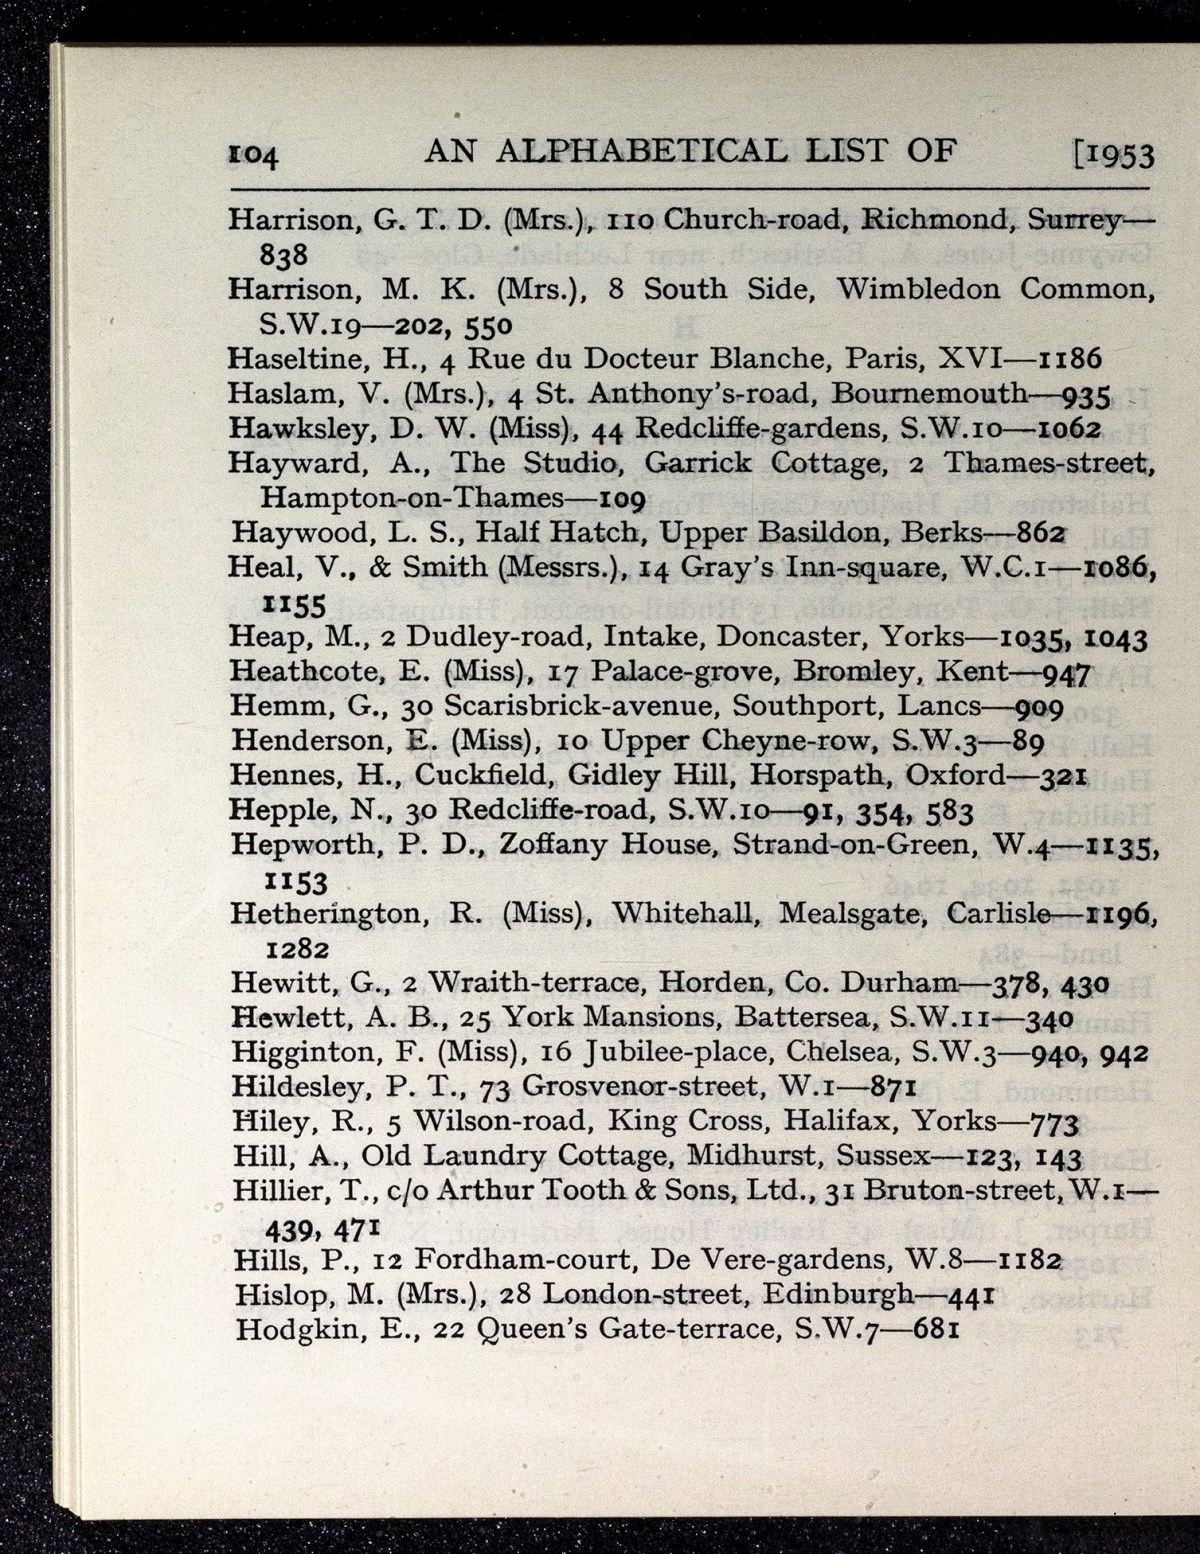 104 AN ALPHABETICAL LIST OF [1953
Harrison, G. T. D. (Mrs.), 110 Church-road, Richmond, Surrey—
838
Harrison, M. K. (Mrs.), 8 South Side, Wimbledon Common,
S.W.19—202, 550
Haseltine, H., 4 Rue du Docteur Blanche, Paris, XVI—1186
Haslam, V. (Mrs.), 4 St. Anthony's-road, Bournemouth—935
Hawksley, D. W. (Miss), 44 Redcliffe-gardens, S.W.10—1062
Hayward, A., The Studio, Garrick Cottage, 2 Thames-street,
Hampton-on-Thames—109
Haywood, L. S., Half Hatch, Upper Basildon, Berks—862
Heal, V., & Smith (Messrs.), 14 Gray's Inn-square, W.C.1—1086,
1155
Heap, M., 2 Dudley-road, Intake, Doncaster, Yorks—1035, 1043
Heathcote, E. (Miss), 17 Palace-grove, Bromley, Kent—947
Hemm, G., 30 Scarisbrick-avenue, Southport, Lancs—909
Henderson, E. (Miss), 10 Upper Cheyne-row, S.W.3—89
Hennes, H., Cuckfield, Gidley Hill, Horspath, Oxford—321
Hepple, N., 30 Redcliffe-road, S.W.10—91, 354, 583
Hepworth, P. D., Zoffany House, Strand-on-Green, W.4—1135,
1153
Hetherington, R. (Miss), Whitehall, Mealsgate, Carlisle—1196,
1282
Hewitt, G., 2 Wraith-terrace, Horden, Co. Durham—378, 430
Hewlett, A. B., 25 York Mansions, Battersea, S.W.11—340
Higginton, F. (Miss), 16 Jubilee-place, Chelsea, S.W.3—940, 942
Hildesley, P. T., 73 Grosvenor-street, W.1—871
Hiley, R., 5 Wilson-road, King Cross, Halifax, Yorks—773
Hill, A., Old Laundry Cottage, Midhurst, Sussex—123, 143
Hillier, T., c/o Arthur Tooth & Sons, Ltd., 31 Bruton-street, W.1—
439, 471
Hills, P., 12 Fordham-court, De Vere-gardens, W.8—1182
Hislop, M. (Mrs.), 28 London-street, Edinburgh—441
Hodgkin, E., 22 Queen's Gate-terrace, S.W.7—681